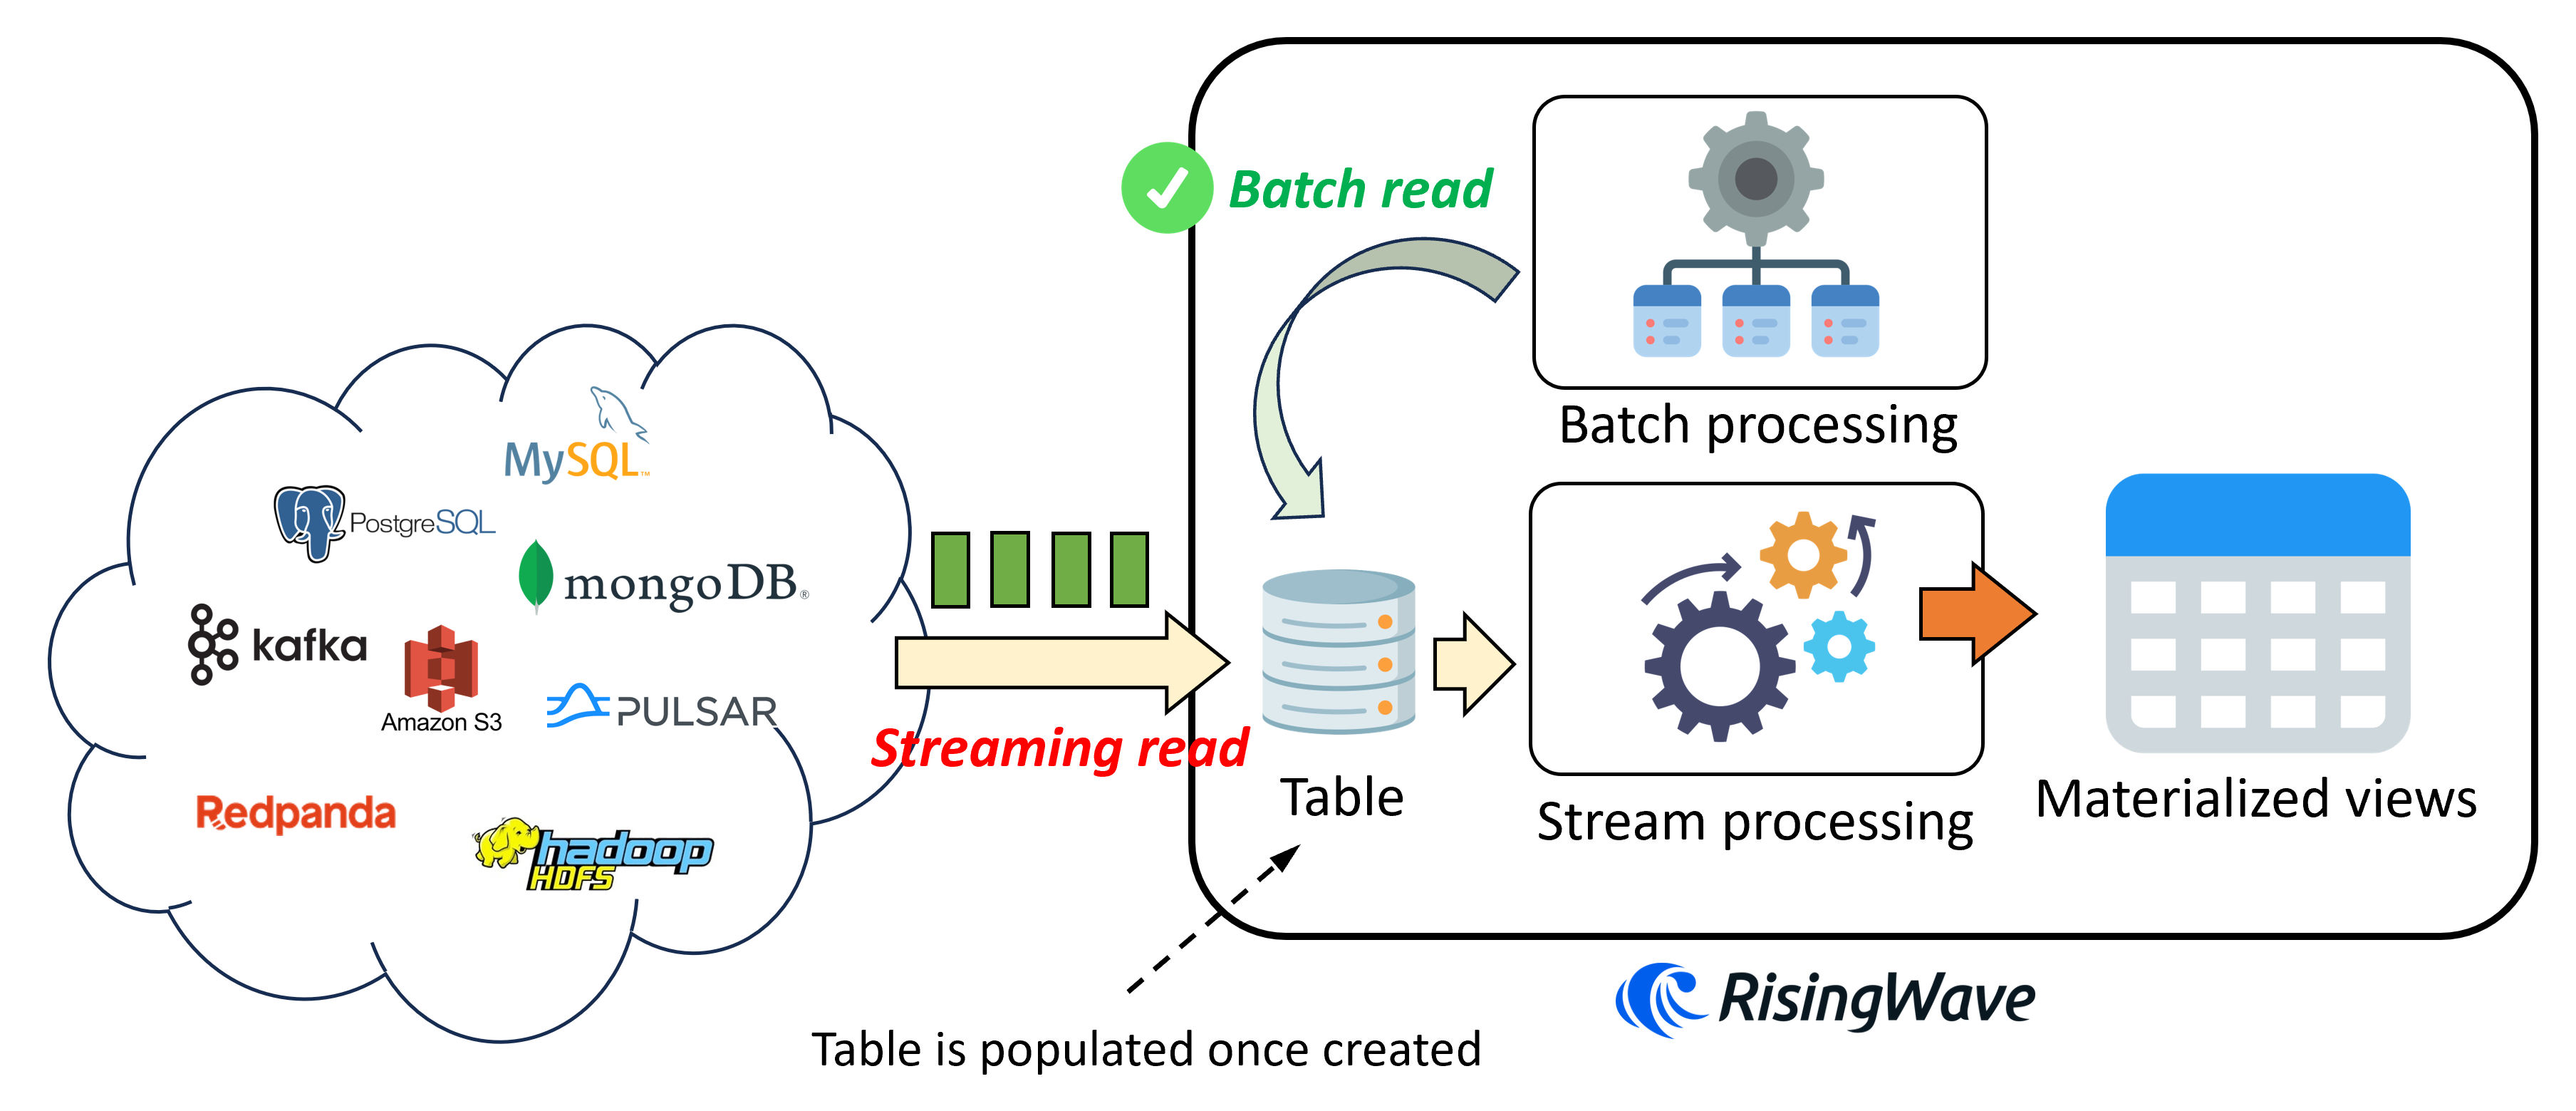 Batch read
Batch processing
MySQL™
PostgreSQL
mongoDB®
kafka
Amazon S3
PULSAR
Streaming read
Table
Stream processing
Materialized views
Redpanda
hadoop
HDFS
RisingWave
Table is populated once created